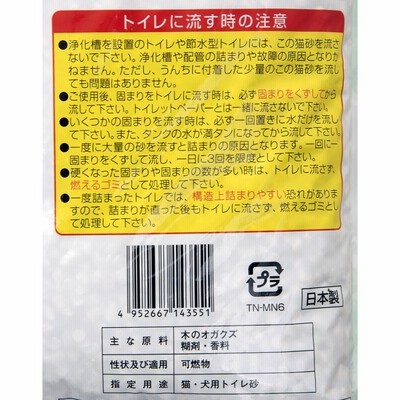 トイレに流す時の注意
●浄化槽を設置のトイレや節水型トイレには、この猫砂を流さ
ないで下さい。浄化槽や配管の詰まりや故障の原因となりか
ねません。ただし、うんちに付着した少量のこの猫砂を流して
も問題はありません。
●ご使用後、固まりをトイレに流す時は、必ず固まりをくずしてから
流して下さい。トイレットペーパーとは一緒に流さないで下さい。
●いくつかの固まりを流す時は、必ず一回置きに水だけを流し
て下さい。また、タンクの水が満タンになってから流して下さい。
●一度に大量の砂を流すと詰まりの原因となります。一回に一
固まりをくずして流し、一日に3回を限度として下さい。
●硬くなった固まりや固まりの数が多い時は、トイレに流さず、
燃えるゴミとして処理して下さい。
●一度詰まったトイレでは、構造上詰まりやすい恐れがありま
すので、詰まりが直った後もトイレに流さず、燃えるゴミとし
て処理して下さい。
4 952667 143551
プラ
TN-MN6
日本製
主な原料 木のオガクズ
糊剤・香料
性状及び適用 可燃物
指定用途 猫・犬用トイレ砂